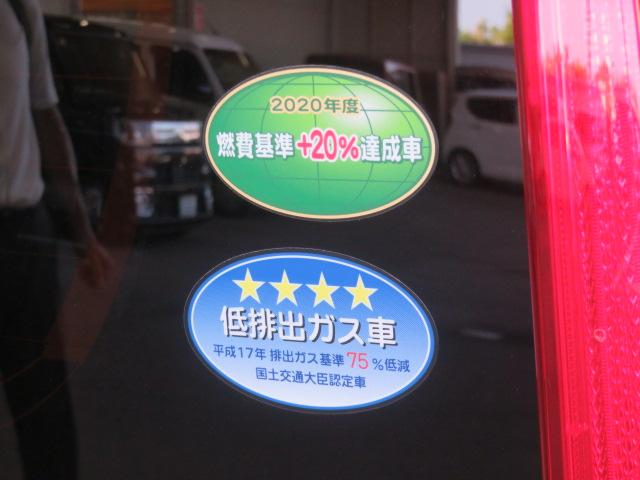 2020年度
燃費基準+20%達成車
★★★★
低排出ガス車
平成17年 排出ガス基準75%低減
国土交通大臣認定車